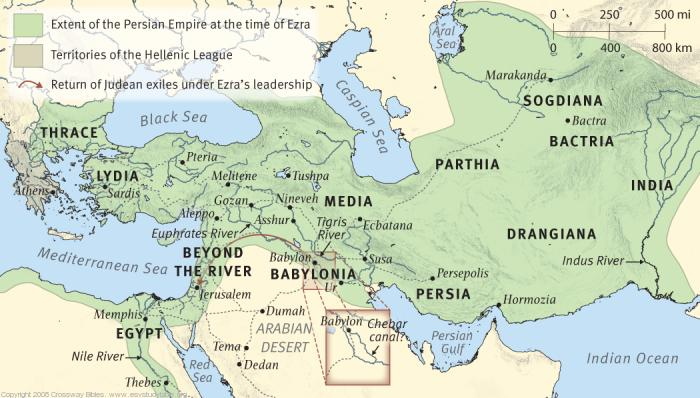 Extent of the Persian Empire at the time of Ezra
Territories of the Hellenic League
Return of Judean exiles under Ezra's leadership
0 250 500 mi
0 400 800 km
Aral
Sea
Marakanda
SOGDIANA
Bactra
BACTRIA
Caspian Sea
Black Sea
THRACE
Pteria
PARTHIA
LYDIA
Melitene
Tushpa
INDIA
Athens
Sardis
Gozan
Nineveh
MEDIA
Aleppo
Asshur
Tigris
River
Ecbatana
Euphrates River
DRANGIANA
Mediterranean Sea
BEYOND
THE RIVER
Babylon
BABYLONIA
Susa
Indus River
Persepolis
Jerusalem
Ur
PERSIA
Hormozia
Memphis
Dumah
EGYPT
ARABIAN
DESERT
Babylon
Chebar
canal?
Persian
Gulf
Indian Ocean
Nile River
Tema
Red
Sea
Dedan
Thebes
Copyright 2008 Crossway Bibles. www.esvstudybible.org